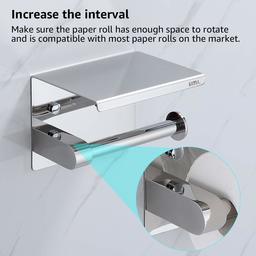 Increase the interval
Make sure the paper roll has enough space to rotate
and is compatible with most paper rolls on the market.